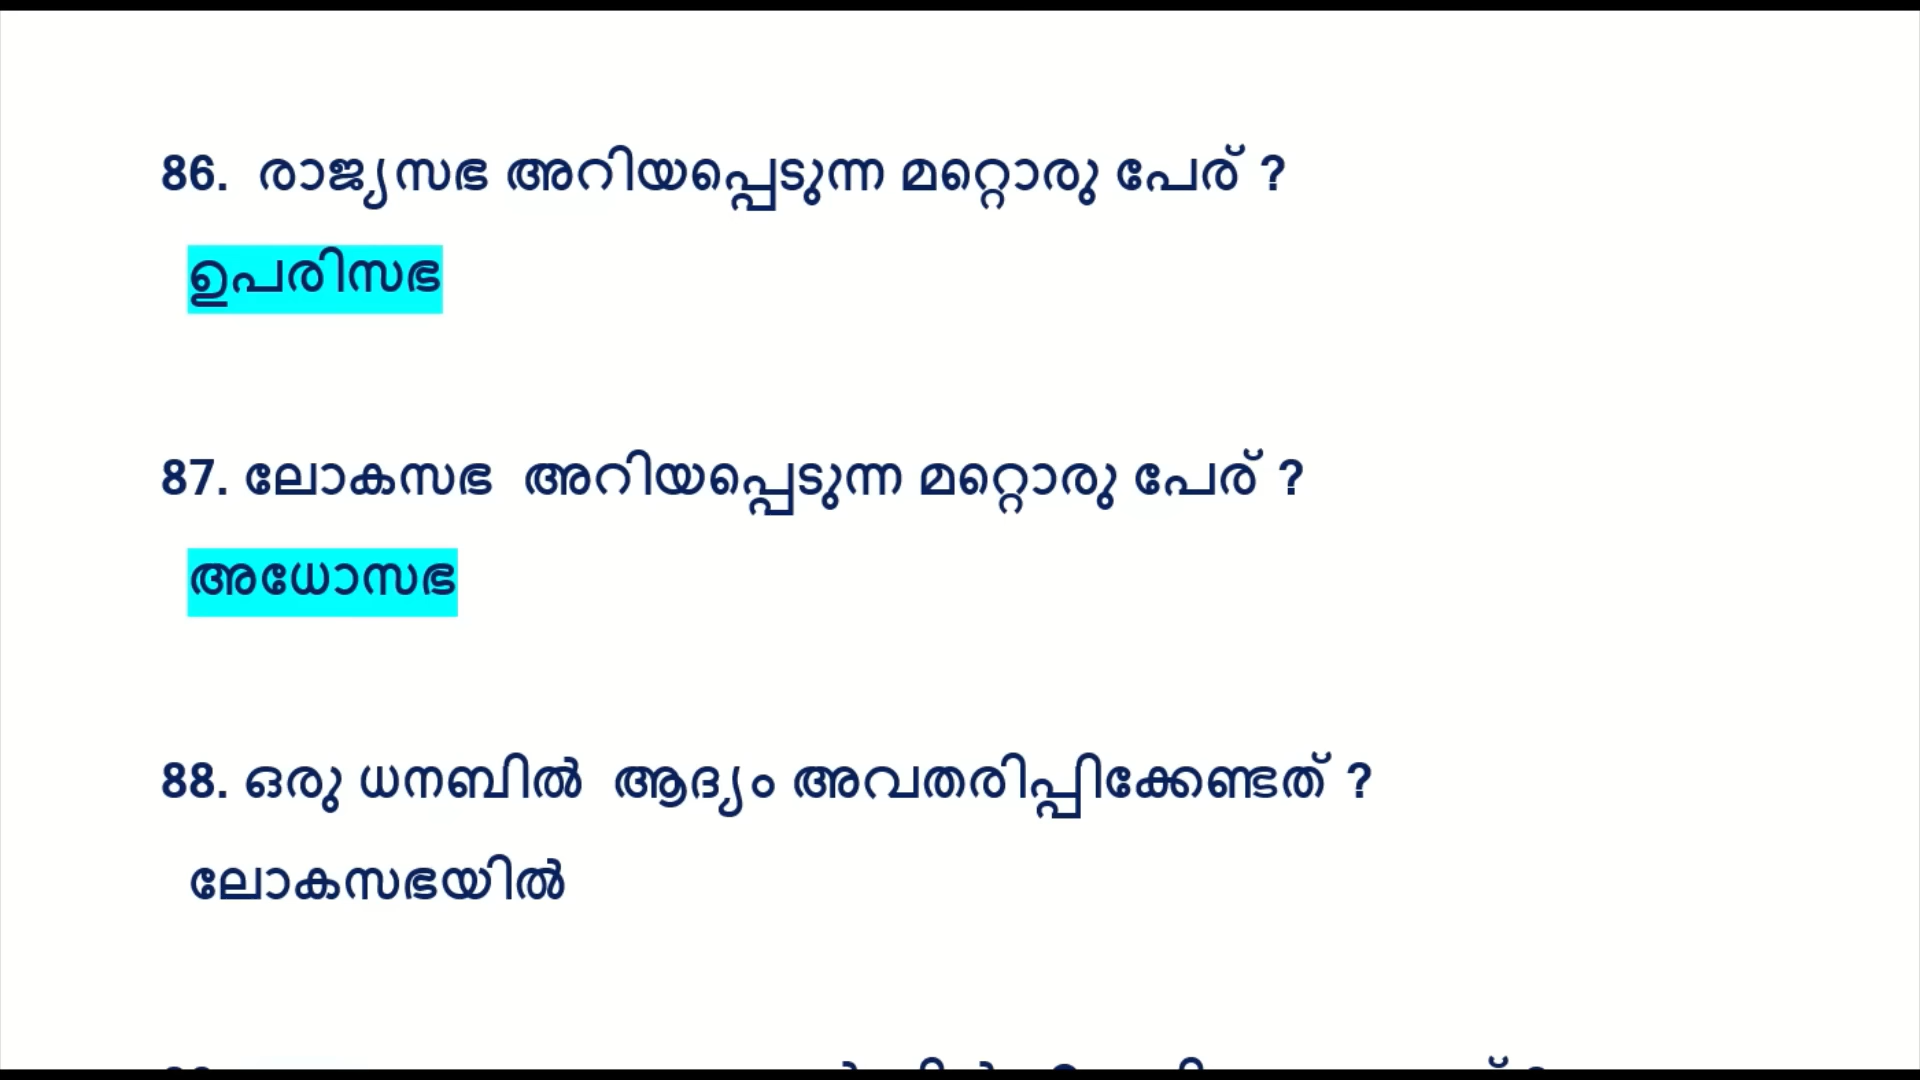 86. രാജ്യസഭ അറിയപ്പെടുന്ന മറ്റൊരു പേര് ?
ഉപരിസഭ
87. ലോകസഭ അറിയപ്പെടുന്ന മറ്റൊരു പേര് ?
അധോസഭ
88. ഒരു ധനബിൽ ആദ്യം അവതരിപ്പിക്കേണ്ടത് ?
ലോകസഭയിൽ